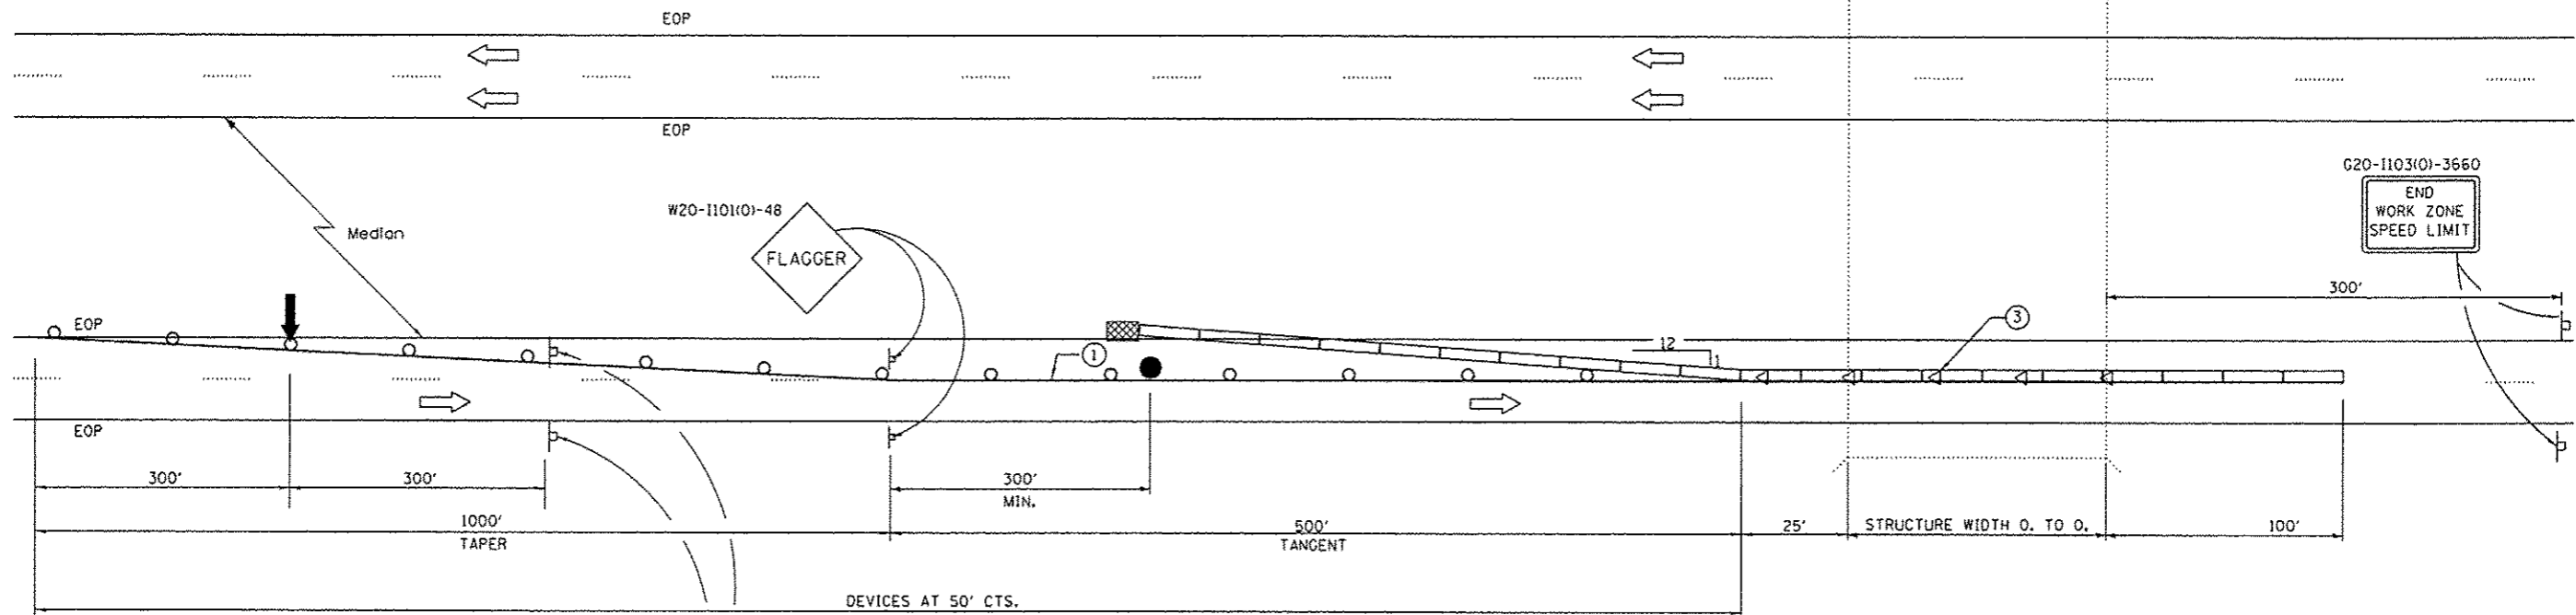 EOP
EOP
G20-I103(0)-3660
END
WORK ZONE
SPEED LIMIT
W20-I101(0)-48
FLAGGER
Median
300'
3
EOP
12
1
1
EOP
300'
300'
300'
MIN.
1000'
TAPER
500'
TANGENT
25'
STRUCTURE WIDTH O. TO O.
100'
DEVICES AT 50' CTS.